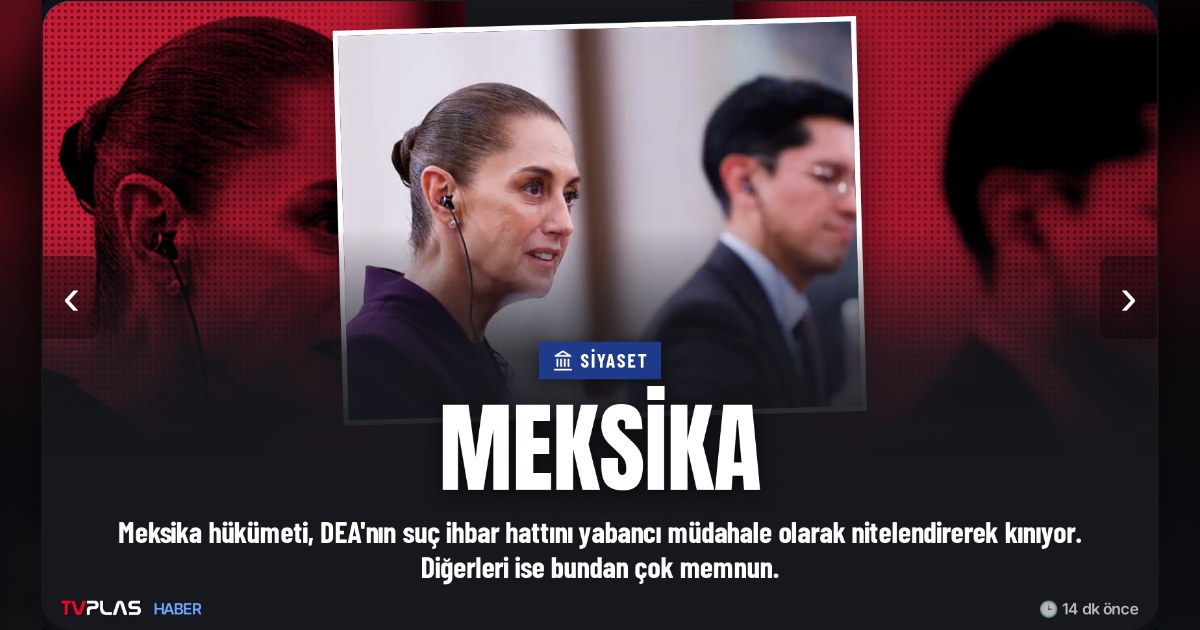 SİYASET
MEKSİKA
Meksika hükümeti, DEA'nın suç ihbar hattını yabancı müdahale olarak nitelendirerek kınıyor.
Diğerleri ise bundan çok memnun.
TVPLAS HABER
14 dk önce